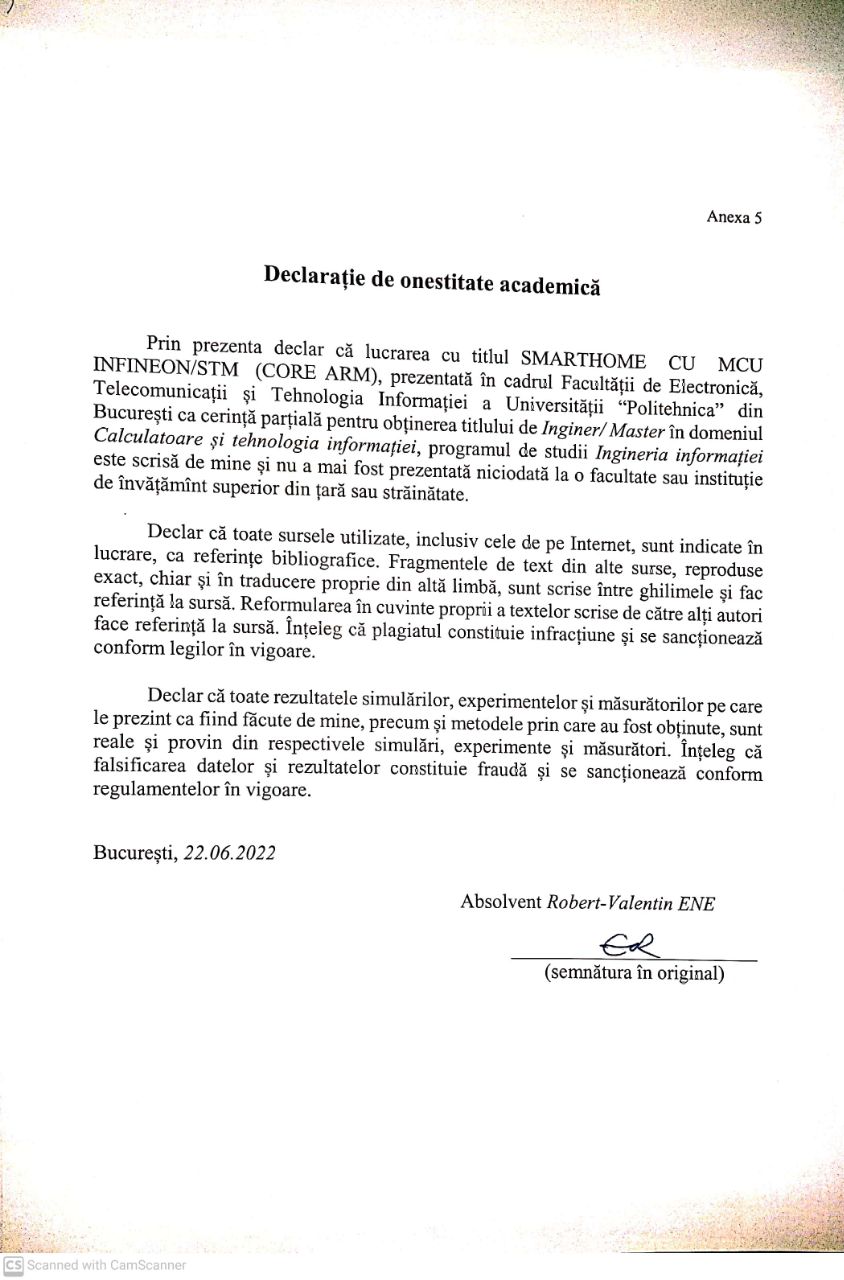 Anexa 5
Declarație de onestitate academică
Prin prezenta declar că lucrarea cu titlul SMARTHOME CU MCU
INFINEON/STM (CORE ARM), prezentată în cadrul Facultății de Electronică,
Telecomunicații și Tehnologia Informației a Universității “Politehnica” din
București ca cerință parțială pentru obținerea titlului de Inginer/ Master în domeniul
Calculatoare și tehnologia informației, programul de studii Ingineria informației
este scrisă de mine și nu a mai fost prezentată niciodată la o facultate sau instituție
de învățămînt superior din țară sau străinătate.
Declar că toate sursele utilizate, inclusiv cele de pe Internet, sunt indicate în
lucrare, ca referințe bibliografice. Fragmentele de text din alte surse, reproduse
exact, chiar și în traducere proprie din altă limbă, sunt scrise între ghilimele și fac
referință la sursă. Reformularea în cuvinte proprii a textelor scrise de către alți autori
face referință la sursă. Înțeleg că plagiatul constituie infracțiune și se sancționează
conform legilor în vigoare.
Declar că toate rezultatele simulărilor, experimentelor și măsurătorilor pe care
le prezint ca fiind făcute de mine, precum și metodele prin care au fost obținute, sunt
reale și provin din respectivele simulări, experimente și măsurători. Înțeleg că
falsificarea datelor și rezultatelor constituie fraudă și se sancționează conform
regulamentelor în vigoare.
București, 22.06.2022
Absolvent Robert-Valentin ENE
ER
(semnătura în original)
CS Scanned with CamScanner